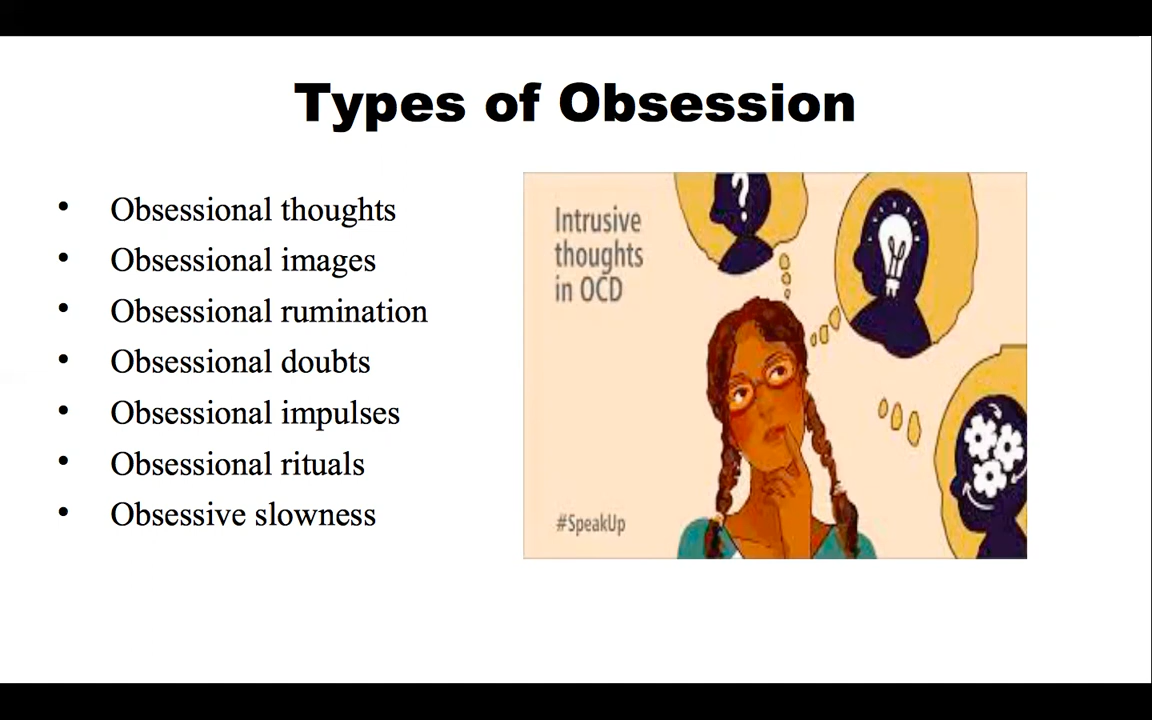 Types of Obsession
• Obsessional thoughts
• Obsessional images
• Obsessional rumination
• Obsessional doubts
• Obsessional impulses
• Obsessional rituals
• Obsessive slowness
Intrusive
thoughts
in OCD
?
#SpeakUp